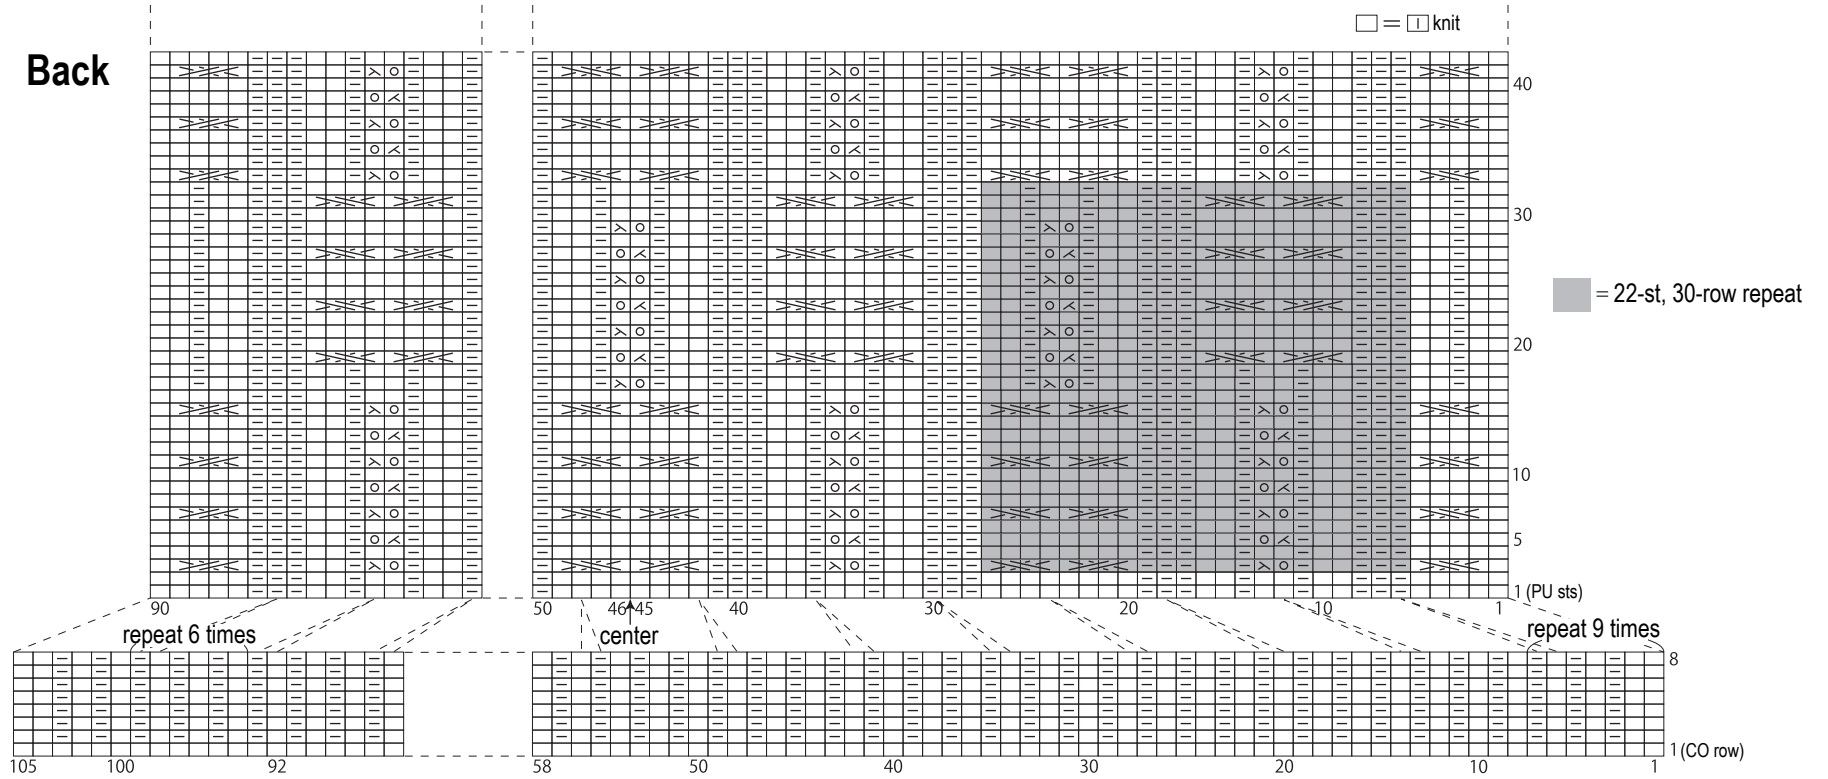 □ = | knit
Back
40
30
= 22-st, 30-row repeat
20
10
5
1 (PU sts)
90 50 46 45 40 30 20 10 1
repeat 6 times center repeat 9 times
8
1 (CO row)
105 100 92 58 50 40 30 20 10 1